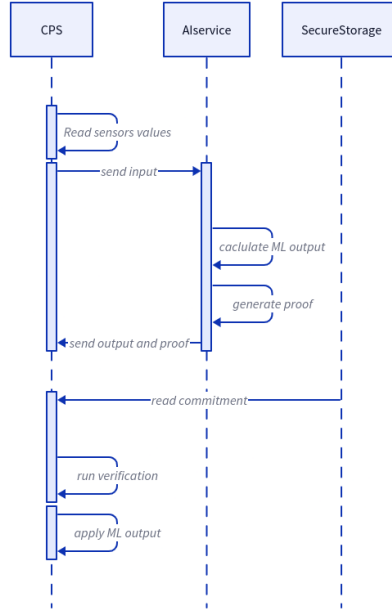 CPS
AIservice
SecureStorage
Read sensors values
send input
caclulate ML output
generate proof
send output and proof
read commitment
run verification
apply ML output